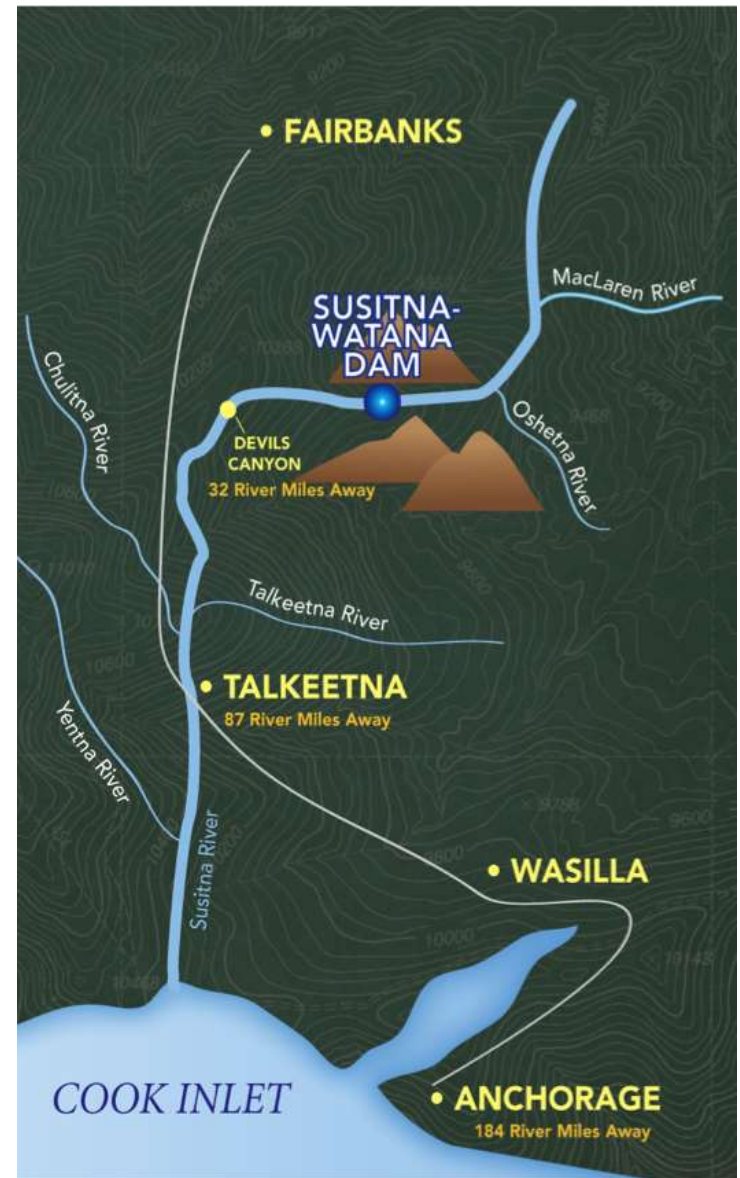 • FAIRBANKS
MacLaren River
SUSITNA-
WATANA
DAM
Chulitna River
Oshetna River
DEVILS
CANYON
32 River Miles Away
Talkeetna River
• TALKEETNA
87 River Miles Away
Yentna River
Susitna River
• WASILLA
COOK INLET
• ANCHORAGE
184 River Miles Away